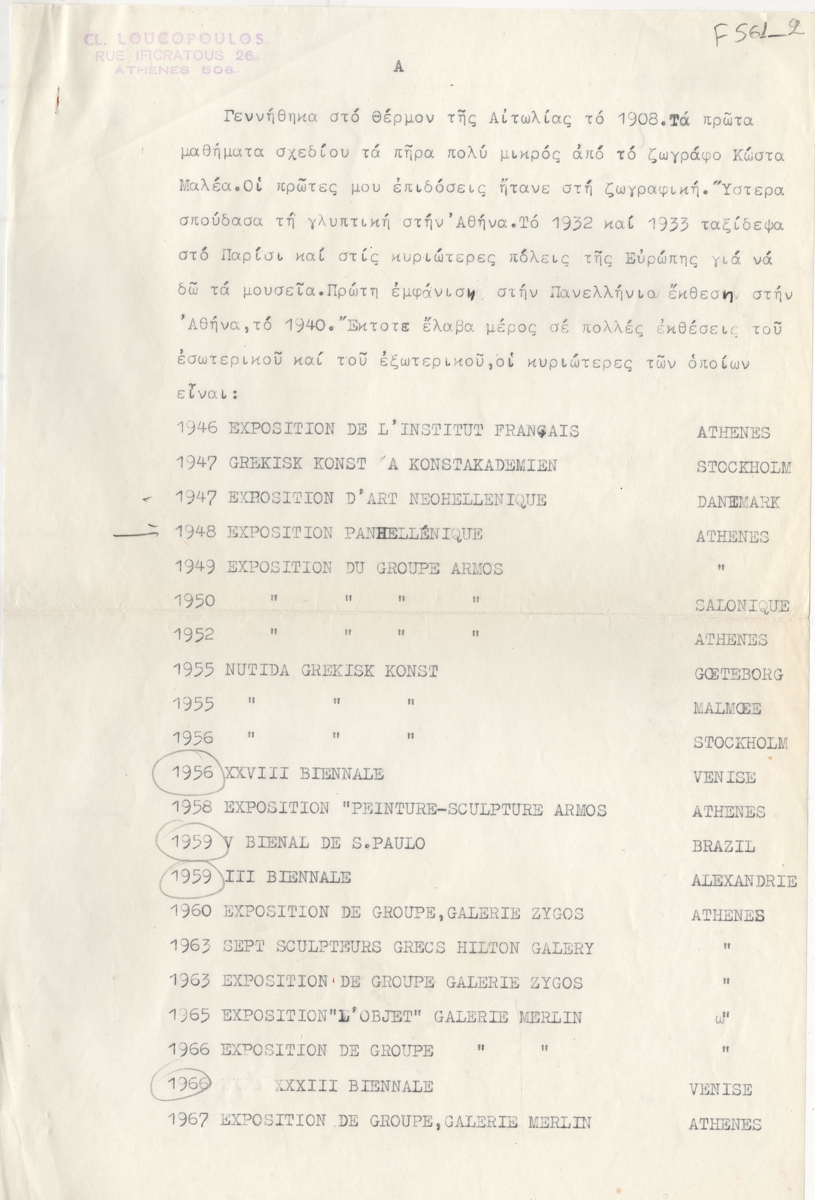 CL. LOUCOPOULOS
RUE IFICRATOUS 26
ATHÈNES 506
F561_2
A
Γεννήθηκα στό Θέρμον τῆς Αἰτωλίας τό 1908.Τά πρῶτα
μαθήματα σχεδίου τά πῆρα πολύ μικρός ἀπό τό ζωγράφο Κώστα
Μαλέα.Οἱ πρῶτες μου ἐπιδόσεις ἤτανε στή ζωγραφική.Ὕστερα
σπούδασα τή γλυπτική στήν Ἀθήνα.Τό 1932 καί 1933 ταξίδεψα
στό Παρίσι καί στίς κυριώτερες πόλεις τῆς Εὐρώπης γιά νά
δῶ τά μουσεῖα.Πρώτη ἐμφάνιση στήν Πανελλήνιο ἔκθεση στήν
Ἀθήνα,τό 1940.Ἔκτοτε ἔλαβα μέρος σέ πολλές ἐκθέσεις τοῦ
ἐσωτερικοῦ καί τοῦ ἐξωτερικοῦ,οἱ κυριώτερες τῶν ὁποίων
εἶναι:
1946 EXPOSITION DE L'INSTITUT FRANÇAIS ATHENES
1947 GREKISK KONST 'A KONSTAKADEMIEN STOCKHOLM
1947 EXPOSITION D'ART NEOHELLENIQUE DANEMARK
1948 EXPOSITION PANHELLÉNIQUE ATHENES
1949 EXPOSITION DU GROUPE ARMOS "
1950 " " " " SALONIQUE
1952 " " " " ATHENES
1955 NUTIDA GREKISK KONST GŒTEBORG
1955 " " " MALMŒE
1956 " " " STOCKHOLM
1956 XXVIII BIENNALE VENISE
1958 EXPOSITION "PEINTURE-SCULPTURE ARMOS ATHENES
1959 V BIENAL DE S.PAULO BRAZIL
1959 III BIENNALE ALEXANDRIE
1960 EXPOSITION DE GROUPE,GALERIE ZYGOS ATHENES
1963 SEPT SCULPTEURS GRECS HILTON GALERY "
1963 EXPOSITION DE GROUPE GALERIE ZYGOS "
1965 EXPOSITION"L'OBJET" GALERIE MERLIN "
1966 EXPOSITION DE GROUPE " " "
1966 XXXIII BIENNALE VENISE
1967 EXPOSITION DE GROUPE,GALERIE MERLIN ATHENES